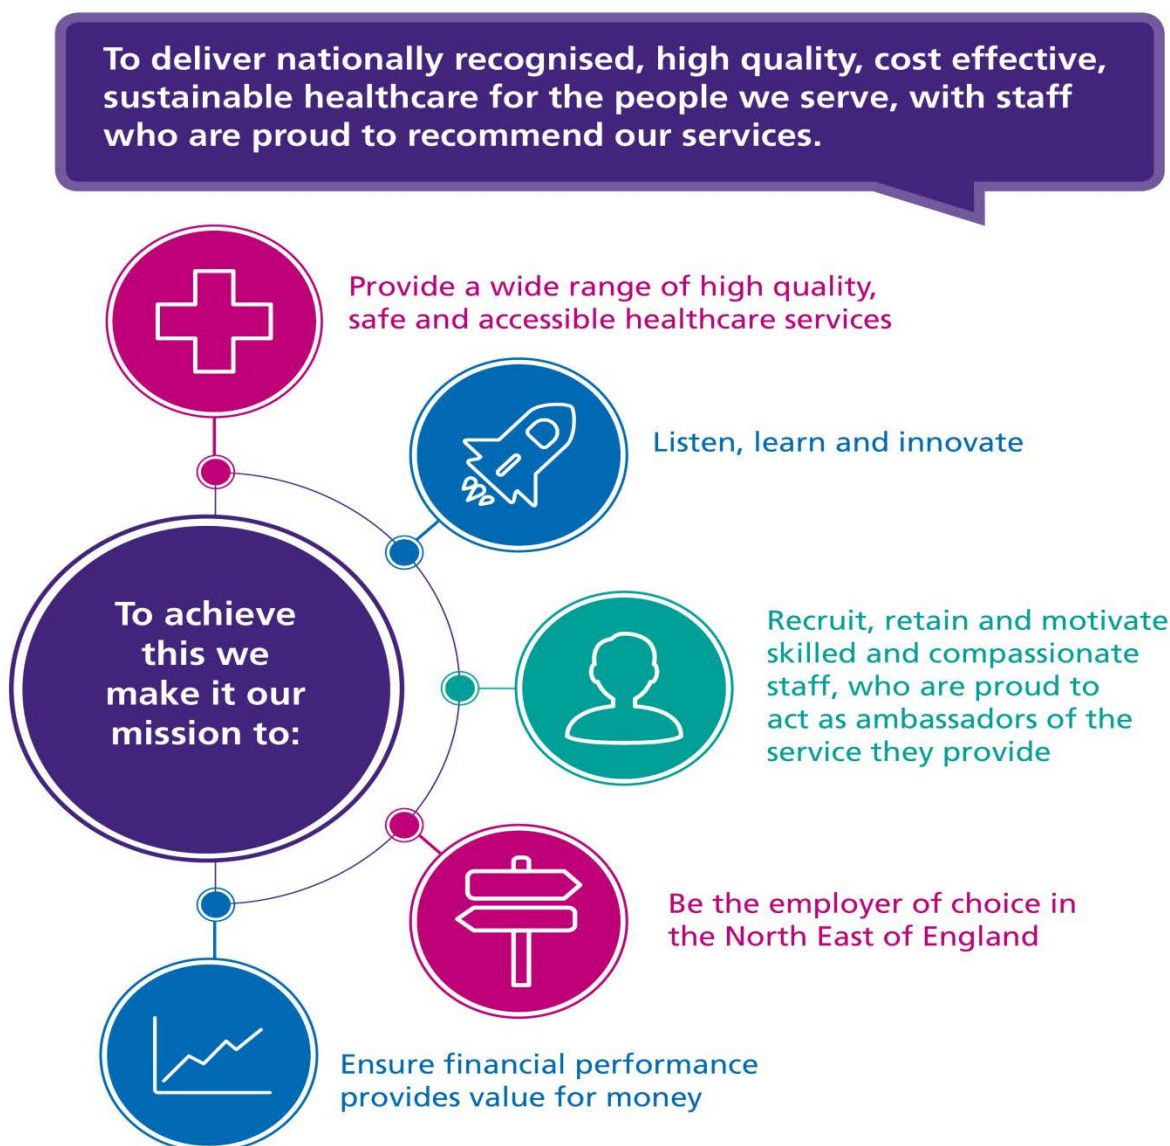 To deliver nationally recognised, high quality, cost effective,
sustainable healthcare for the people we serve, with staff
who are proud to recommend our services.
Provide a wide range of high quality,
safe and accessible healthcare services
Listen, learn and innovate
To achieve
this we
make it our
mission to:
Recruit, retain and motivate
skilled and compassionate
staff, who are proud to
act as ambassadors of the
service they provide
Be the employer of choice in
the North East of England
Ensure financial performance
provides value for money